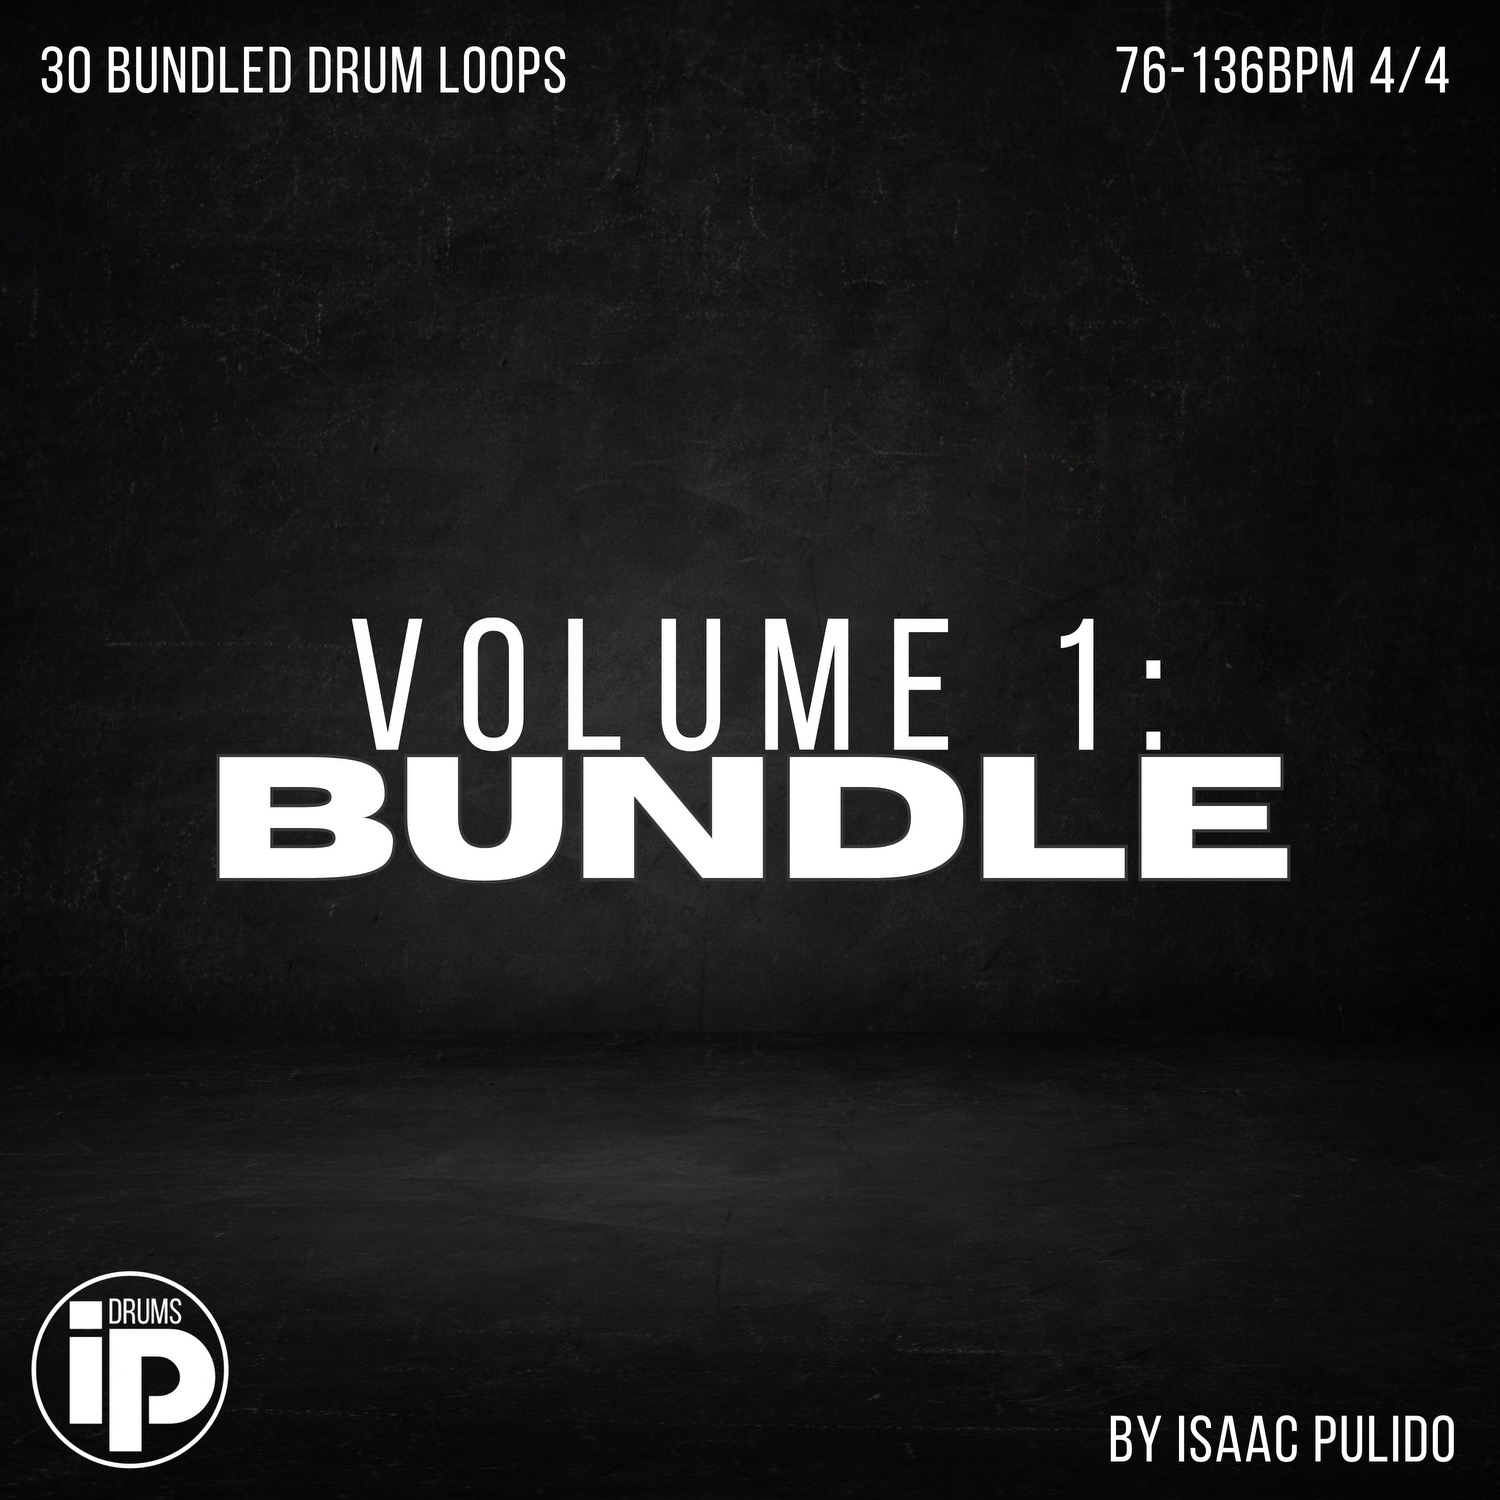 30 BUNDLED DRUM LOOPS
76-136BPM 4/4
VOLUME 1:
BUNDLE
DRUMS
iP
BY ISAAC PULIDO